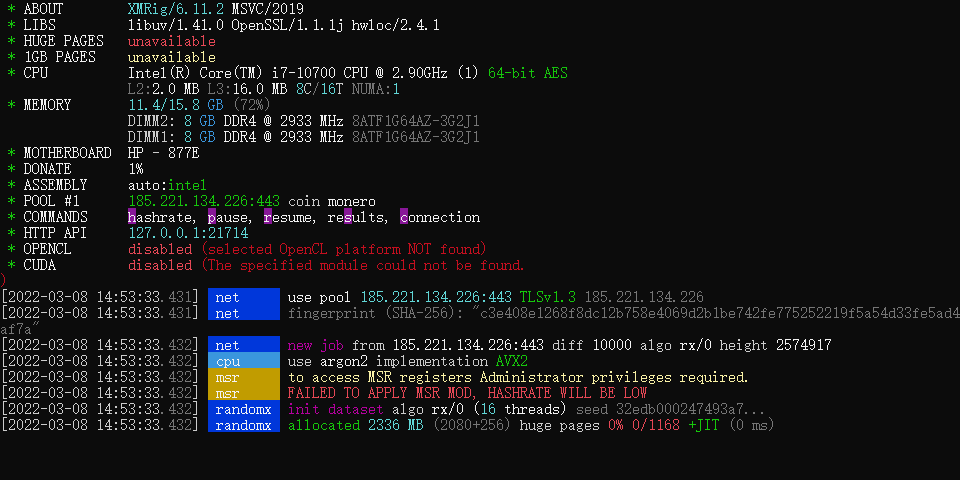 * ABOUT XMRig/6.11.2 MSVC/2019
* LIBS libuv/1.41.0 OpenSSL/1.1.1j hwloc/2.4.1
* HUGE PAGES unavailable
* 1GB PAGES unavailable
* CPU Intel(R) Core(TM) i7-10700 CPU @ 2.90GHz (1) 64-bit AES
L2:2.0 MB L3:16.0 MB 8C/16T NUMA:1
* MEMORY 11.4/15.8 GB (72%)
DIMM2: 8 GB DDR4 @ 2933 MHz 8ATF1G64AZ-3G2J1
DIMM1: 8 GB DDR4 @ 2933 MHz 8ATF1G64AZ-3G2J1
* MOTHERBOARD HP - 877E
* DONATE 1%
* ASSEMBLY auto:intel
* POOL #1 185.221.134.226:443 coin monero
* COMMANDS hashrate, pause, resume, results, connection
* HTTP API 127.0.0.1:21714
* OPENCL disabled (selected OpenCL platform NOT found)
* CUDA disabled (The specified module could not be found.
)
[2022-03-08 14:53:33.431] net use pool 185.221.134.226:443 TLSv1.3 185.221.134.226
[2022-03-08 14:53:33.431] net fingerprint (SHA-256): "c3e408e1268f8dc12b758e4069d2b1be742fe775252219f5a54d33fe5ad4
af7a"
[2022-03-08 14:53:33.432] net new job from 185.221.134.226:443 diff 10000 algo rx/0 height 2574917
[2022-03-08 14:53:33.432] cpu use argon2 implementation AVX2
[2022-03-08 14:53:33.432] msr to access MSR registers Administrator privileges required.
[2022-03-08 14:53:33.432] msr FAILED TO APPLY MSR MOD, HASHRATE WILL BE LOW
[2022-03-08 14:53:33.432] randomx init dataset algo rx/0 (16 threads) seed 32edb000247493a7...
[2022-03-08 14:53:33.432] randomx allocated 2336 MB (2080+256) huge pages 0% 0/1168 +JIT (0 ms)